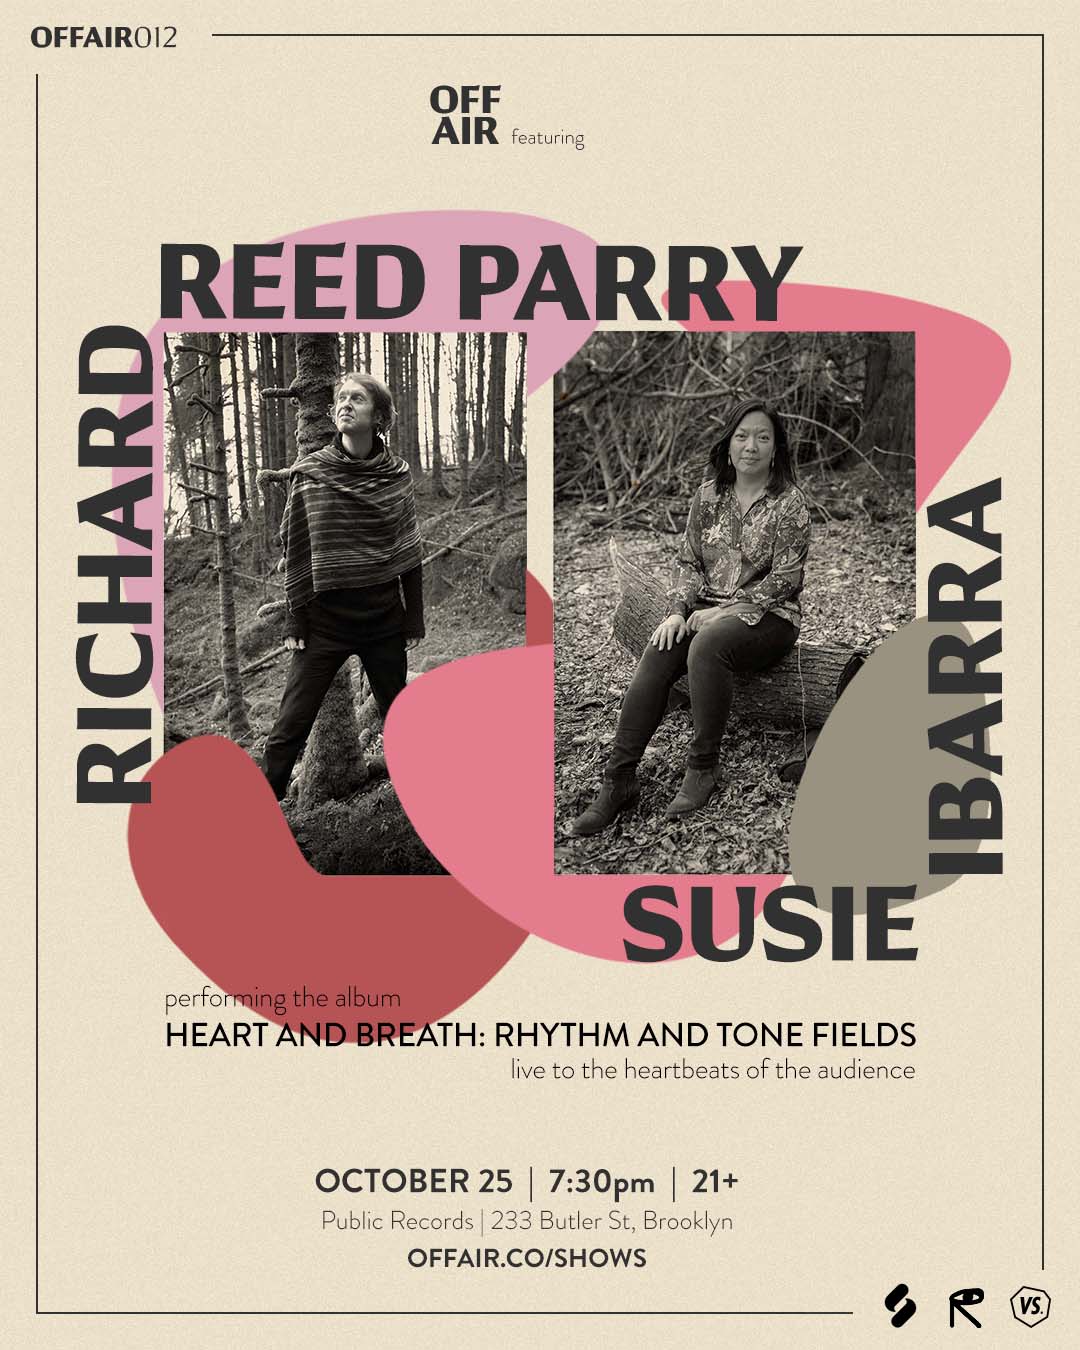 OFFAIR012
OFF
AIR featuring
RICHARD
REED PARRY
SUSIE
IBARRA
performing the album
HEART AND BREATH: RHYTHM AND TONE FIELDS
live to the heartbeats of the audience
OCTOBER 25 | 7:30pm | 21+
Public Records | 233 Butler St, Brooklyn
OFFAIR.CO/SHOWS
VS.